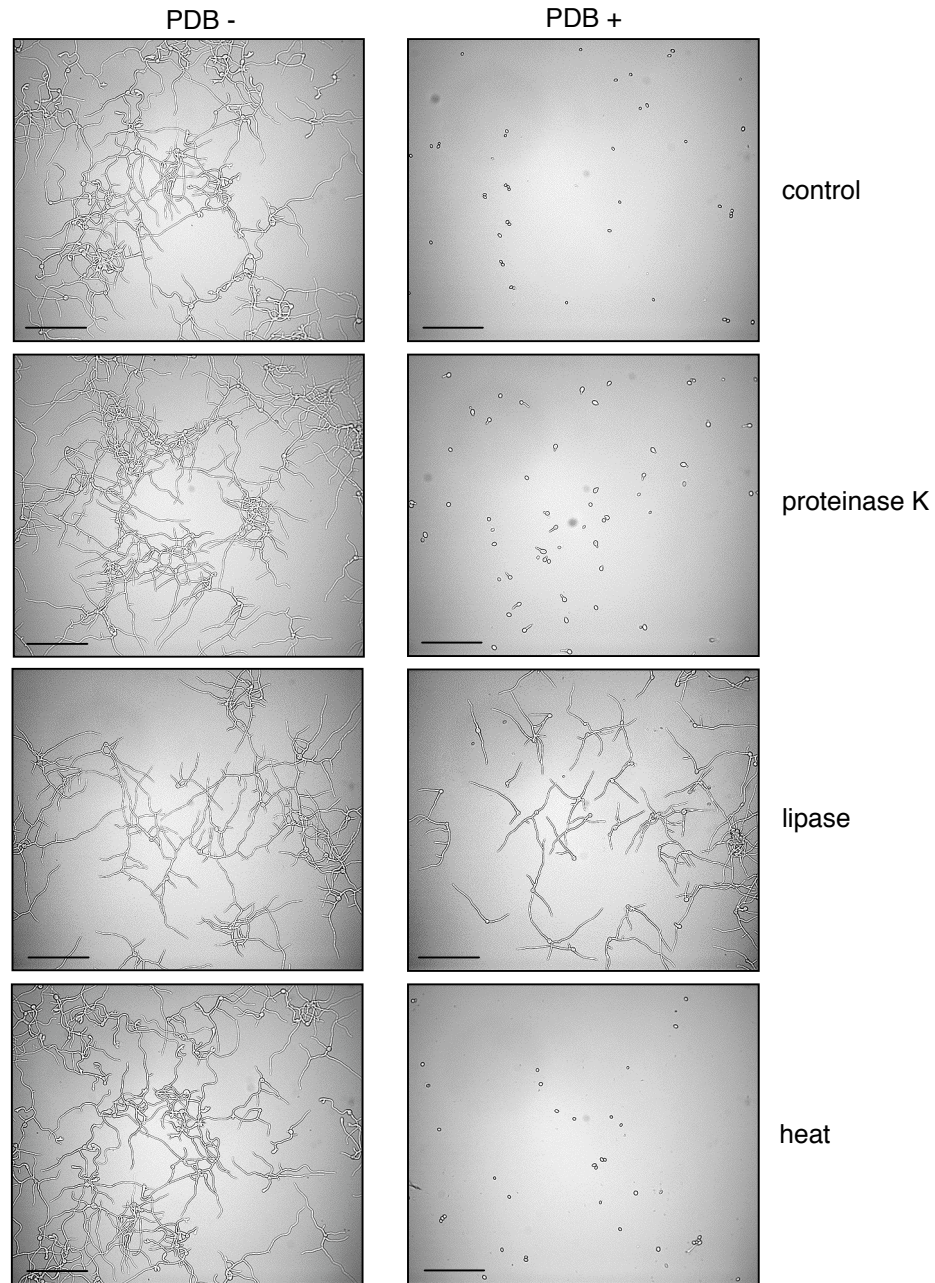 PDB - PDB +
control
proteinase K
lipase
heat